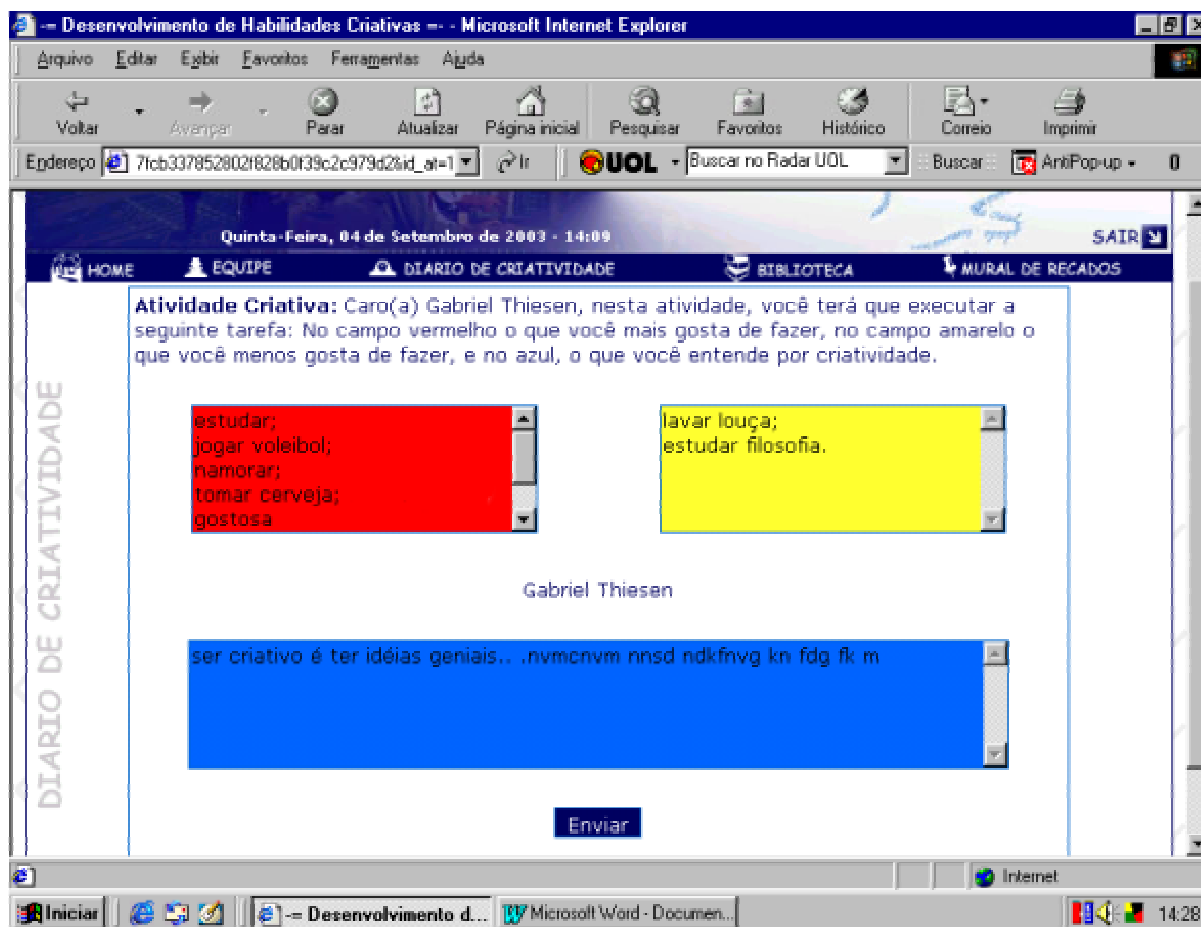 -= Desenvolvimento de Habilidades Criativas =- - Microsoft Internet Explorer
Arquivo Editar Exibir Favoritos Ferramentas Ajuda
Voltar Avançar Parar Atualizar Página inicial Pesquisar Favoritos Histórico Correio Imprimir
Endereço 7fcb337852802f828b0f39c2c979d2&id_at=1 Ir UOL Buscar no Radar UOL Buscar AntiPop-up 0
Quinta-Feira, 04 de Setembro de 2003 - 14:09
SAIR
HOME EQUIPE DIARIO DE CRIATIVIDADE BIBLIOTECA MURAL DE RECADOS
Atividade Criativa: Caro(a) Gabriel Thiesen, nesta atividade, você terá que executar a
seguinte tarefa: No campo vermelho o que você mais gosta de fazer, no campo amarelo o
que você menos gosta de fazer, e no azul, o que você entende por criatividade.
DIARIO DE CRIATIVIDADE
estudar;
jogar voleibol;
namorar;
tomar cerveja;
gostosa
lavar louça;
estudar filosofia.
Gabriel Thiesen
ser criativo é ter idéias geniais.. .nvmcnvm nnsd ndkfnvg kn fdg fk m
Enviar
Internet
Iniciar -= Desenvolvimento d... Microsoft Word - Documen... 14:28